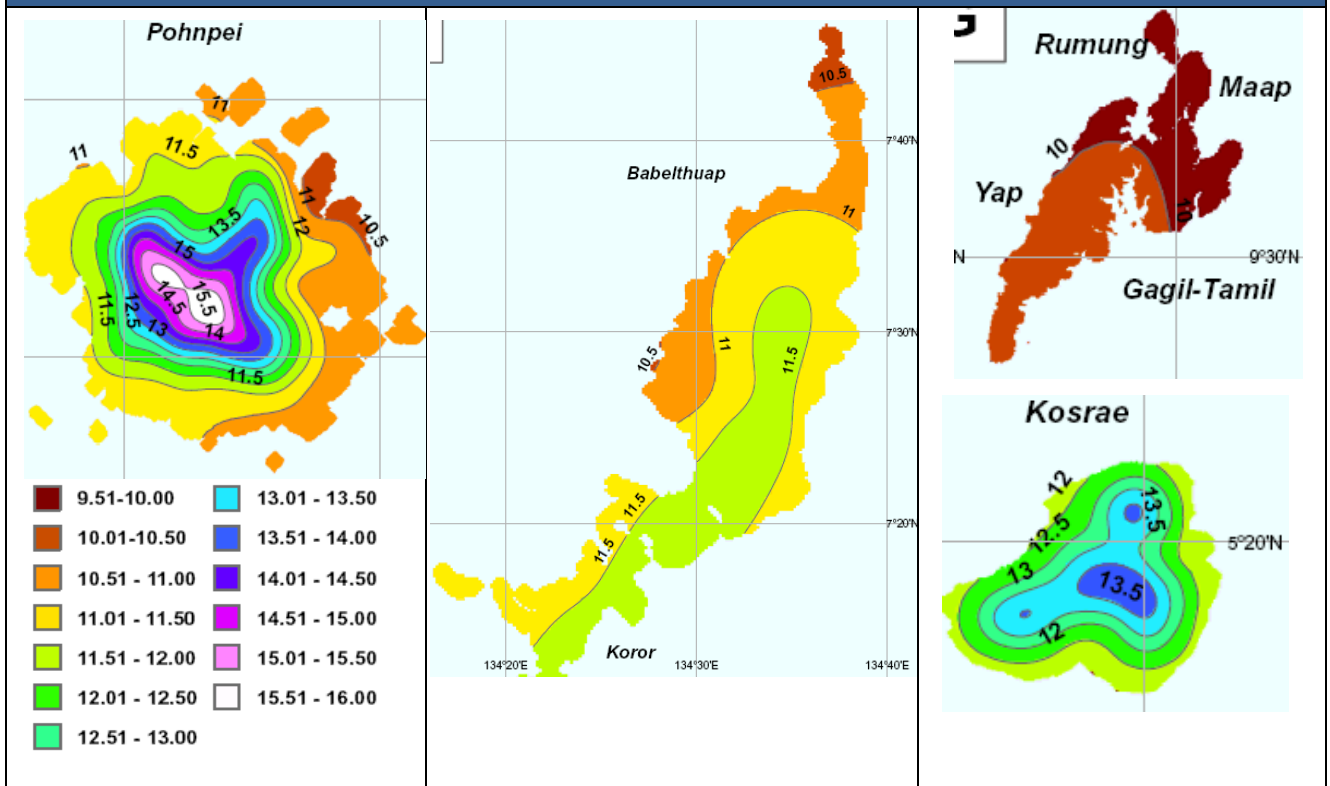 Pohnpei
11
11
11.5
11
10.5
12
13.5
15
14.5
15.5
11.5
12.5
13
14
11.5
9.51-10.00
10.01-10.50
10.51 - 11.00
11.01 - 11.50
11.51 - 12.00
12.01 - 12.50
12.51 - 13.00
13.01 - 13.50
13.51 - 14.00
14.01 - 14.50
14.51 - 15.00
15.01 - 15.50
15.51 - 16.00
10.5
7°40'N
Babelthuap
11
7°30'N
10.5
11
11.5
11.5
7°20'N
11.5
Koror
134°20'E
134°30'E
134°40'E
G
Rumung
Maap
10
Yap
10
N
9°30'N
Gagil-Tamil
Kosrae
12
13.5
12.5
5°20'N
13
13.5
12